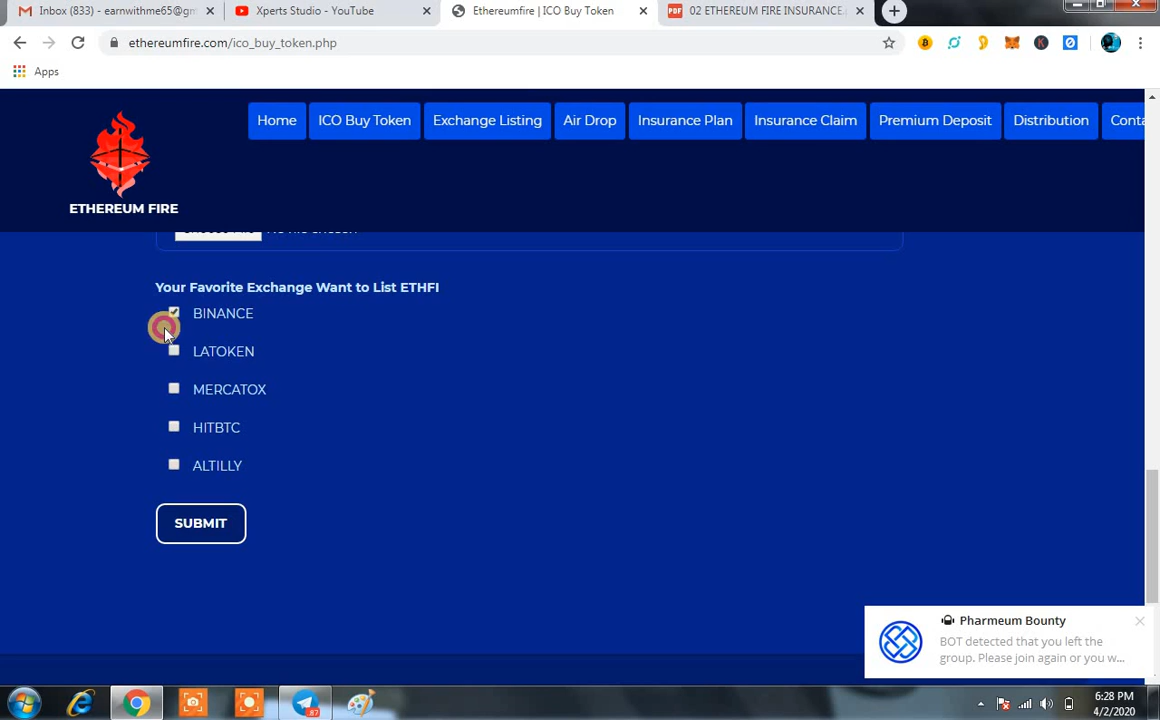 Inbox (833) - earnwithme65@gm
Xperts Studio - YouTube
Ethereumfire | ICO Buy Token
02 ETHEREUM FIRE INSURANCE.
ethereumfire.com/ico_buy_token.php
Apps
Home
ICO Buy Token
Exchange Listing
Air Drop
Insurance Plan
Insurance Claim
Premium Deposit
Distribution
Conta
ETHEREUM FIRE
Your Favorite Exchange Want to List ETHFI
BINANCE
LATOKEN
MERCATOX
HITBTC
ALTILLY
SUBMIT
Pharmeum Bounty
BOT detected that you left the
group. Please join again or you w...
87
6:28 PM
4/2/2020